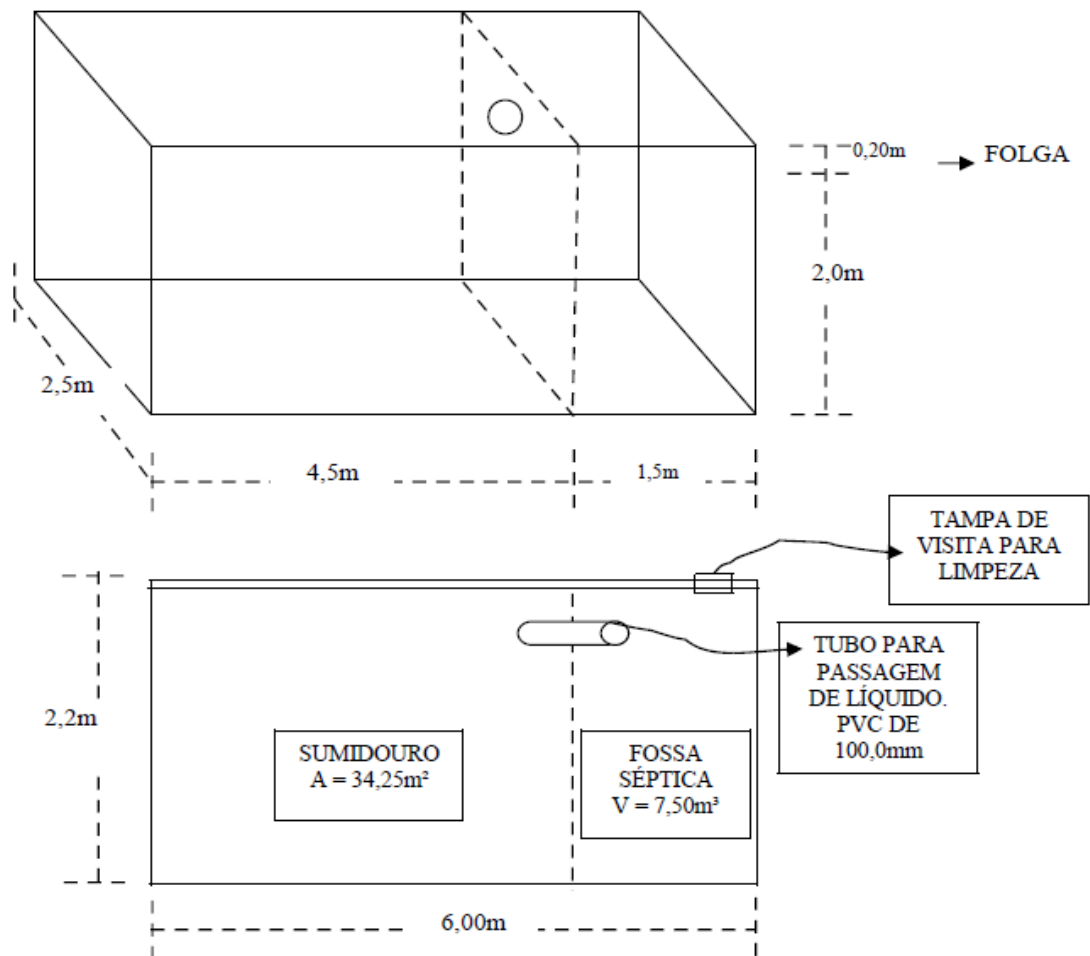 0,20m
FOLGA
2,0m
2,5m
4,5m
1,5m
TAMPA DE
VISITA PARA
LIMPEZA
TUBO PARA
PASSAGEM
DE LÍQUIDO.
PVC DE
100,0mm
2,2m
SUMIDOURO
A = 34,25m²
FOSSA
SÉPTICA
V = 7,50m³
6,00m